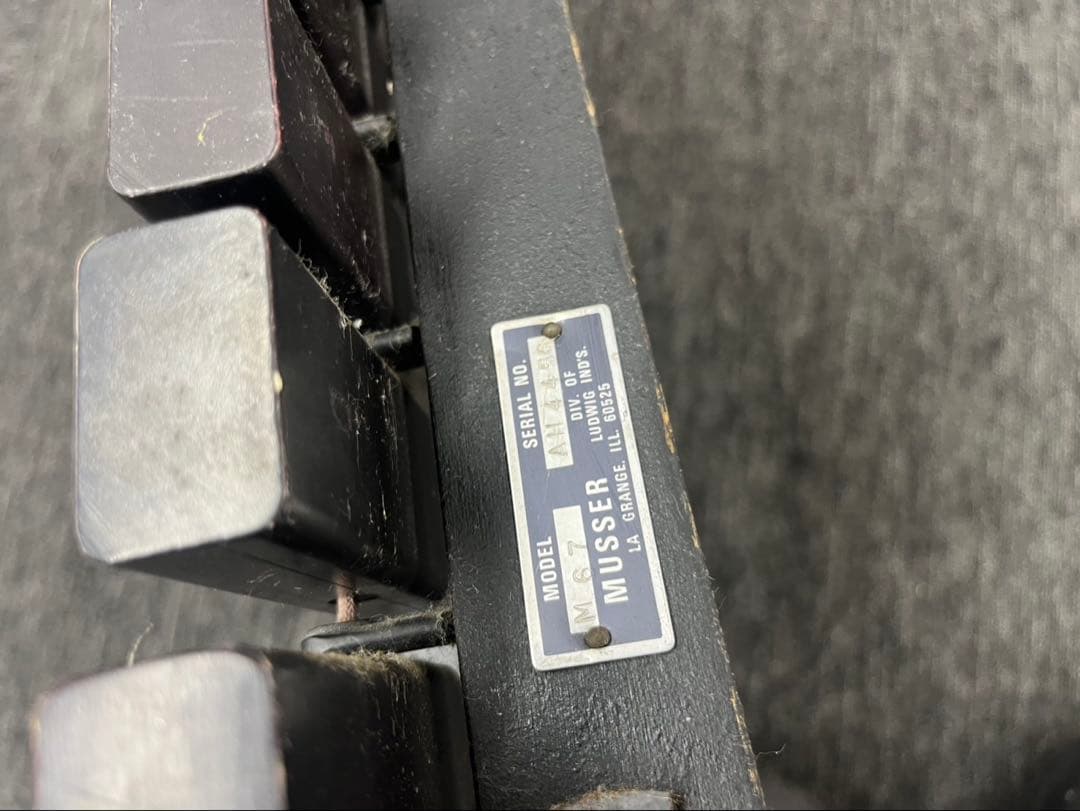 MODEL SERIAL NO.
M 67
MUSSER DIV. OF
LUDWIG IND'S.
LA GRANGE, ILL. 60525